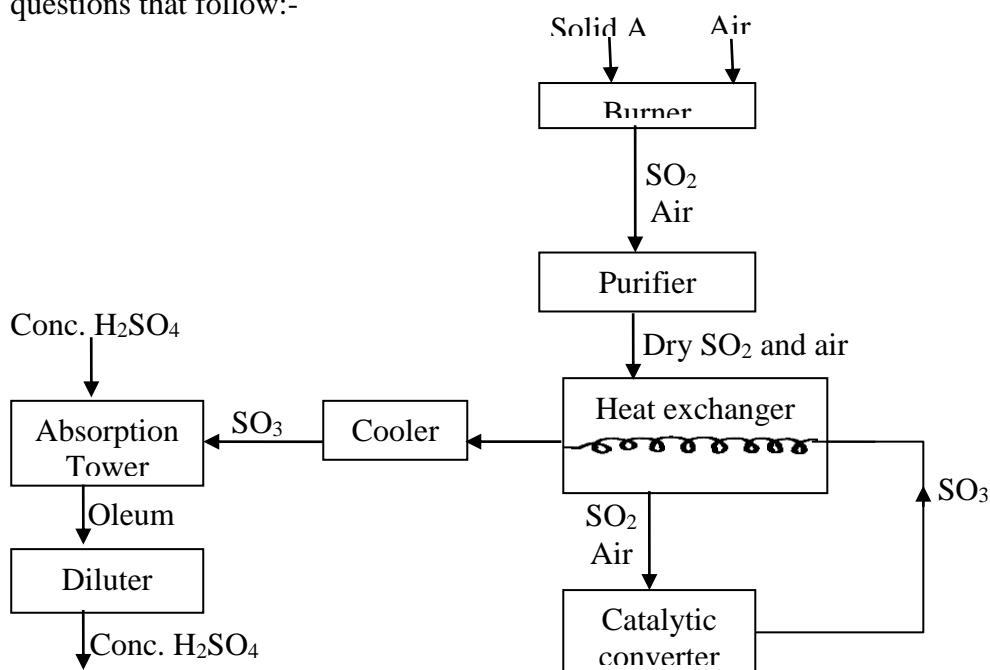 questions that follow:-
Solid A
Air
Burner
SO₂
Air
Purifier
Dry SO₂ and air
Heat exchanger
SO₃
SO₂
Air
Catalytic
converter
Cooler
SO₃
Conc. H₂SO₄
Absorption
Tower
Oleum
Diluter
Conc. H₂SO₄